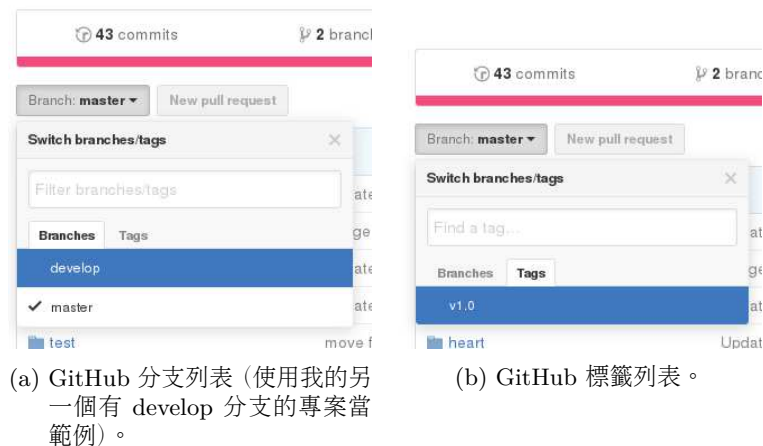 43 commits
2 branch
Branch: master
New pull request
Switch branches/tags
Filter branches/tags
Branches Tags
develop
master
test
move f
(a) GitHub 分支列表（使用我的另
一個有 develop 分支的專案當
範例）。
43 commits
2 branc
Branch: master
New pull request
Switch branches/tags
Find a tag...
Branches Tags
v1.0
heart
Updat
(b) GitHub 標籤列表。